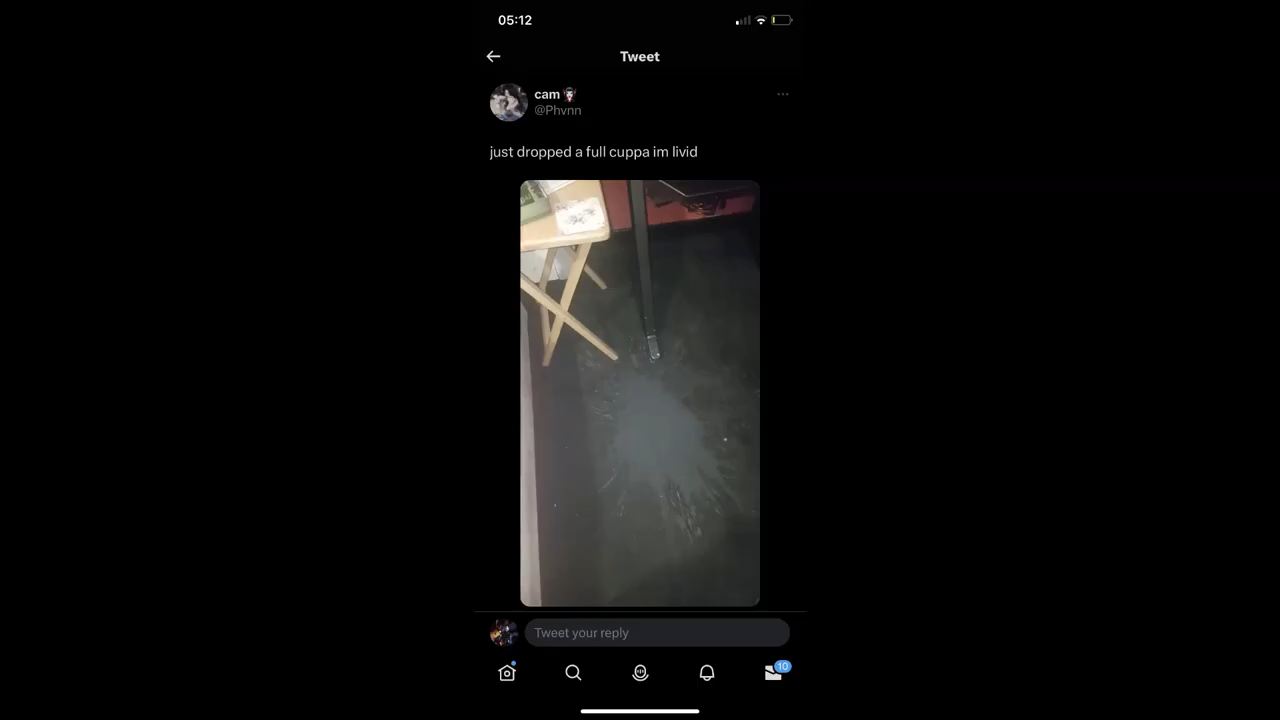 05:12
Tweet
cam
@Phvnn
just dropped a full cuppa im livid
Tweet your reply
10